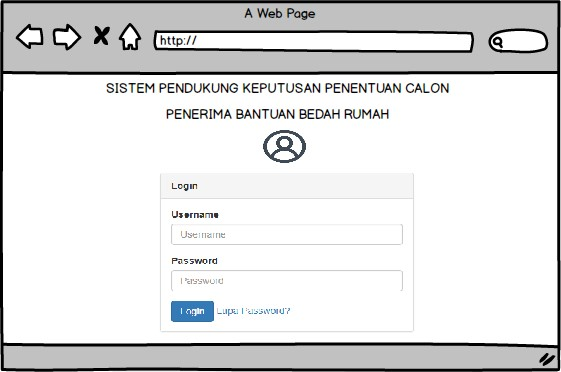 A Web Page
http://
SISTEM PENDUKUNG KEPUTUSAN PENENTUAN CALON
PENERIMA BANTUAN BEDAH RUMAH
Login
Username
Username
Password
Password
Login Lupa Password?